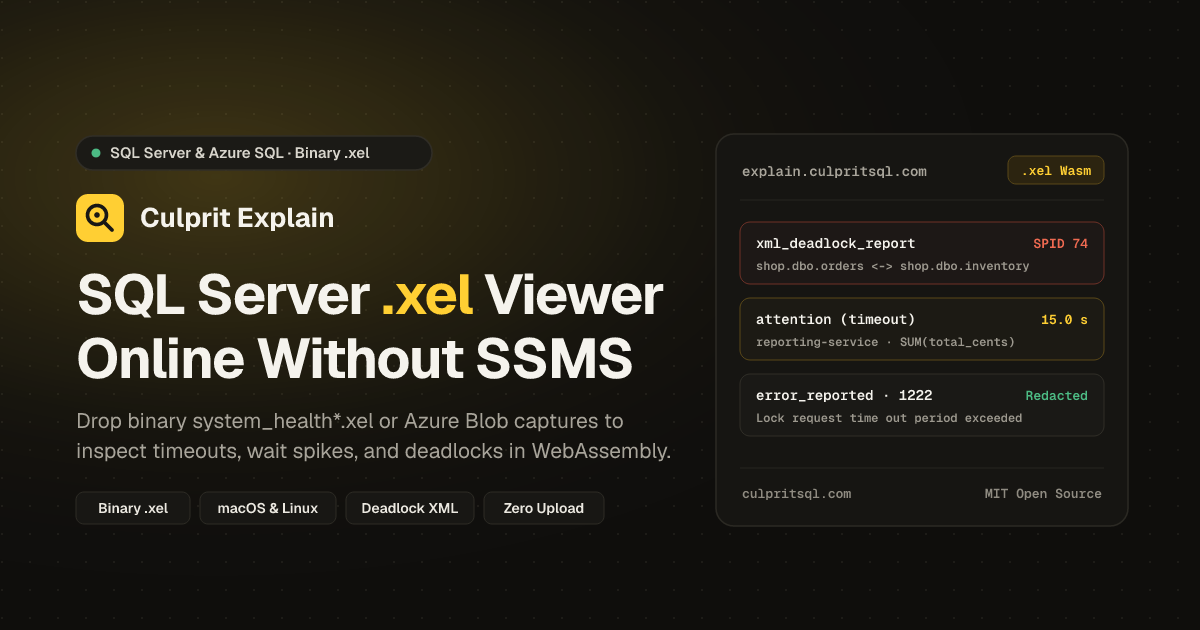 SQL Server & Azure SQL · Binary .xel
Culprit Explain
SQL Server .xel Viewer
Online Without SSMS
Drop binary system_health*.xel or Azure Blob captures to
inspect timeouts, wait spikes, and deadlocks in WebAssembly.
Binary .xel
macOS & Linux
Deadlock XML
Zero Upload
explain.culpritsql.com
.xel Wasm
xml_deadlock_report
SPID 74
shop.dbo.orders <-> shop.dbo.inventory
attention (timeout)
15.0 s
reporting-service · SUM(total_cents)
error_reported · 1222
Redacted
Lock request time out period exceeded
culpritsql.com
MIT Open Source